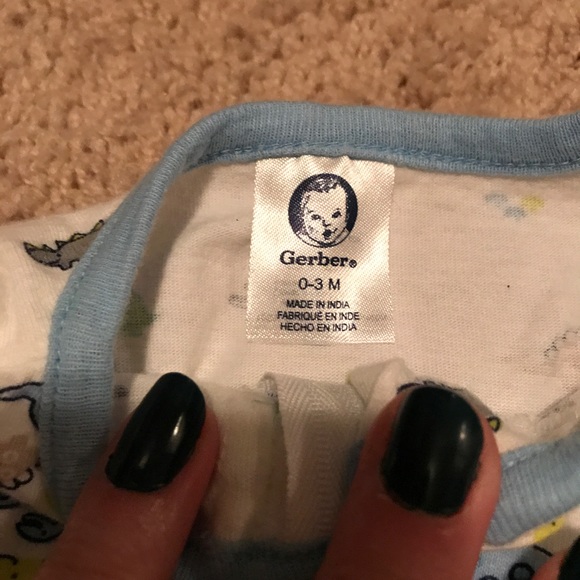 Gerber®
0-3 M
MADE IN INDIA
FABRIQUÉ EN INDE
HECHO EN INDIA